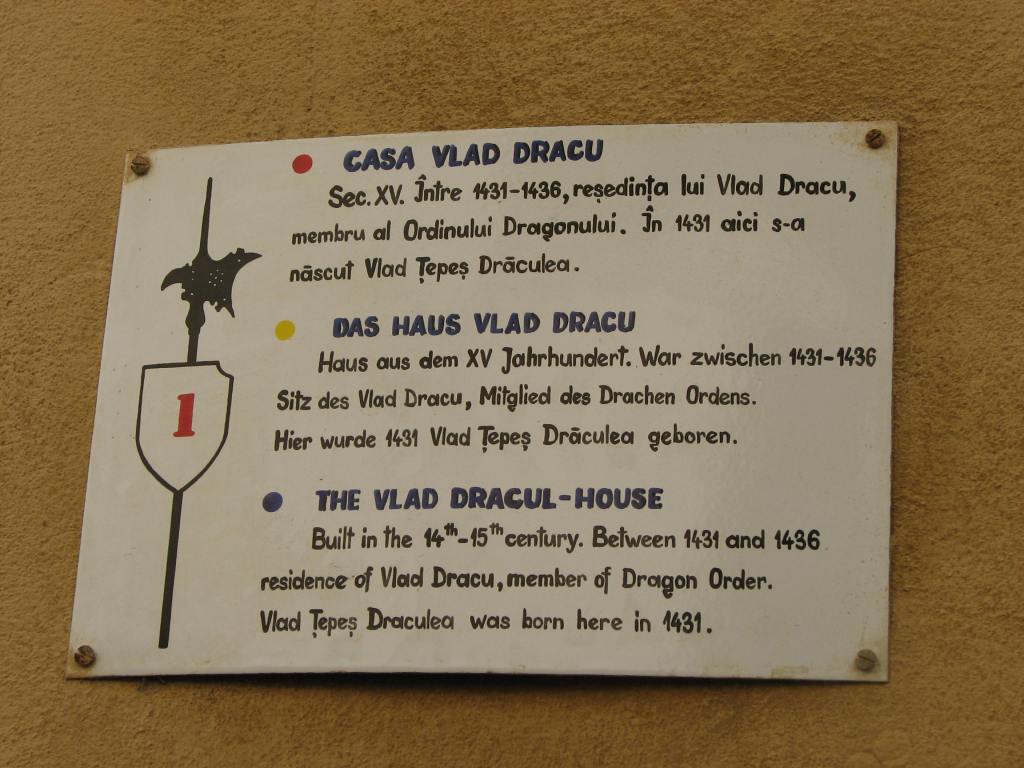 CASA VLAD DRACU
Sec. XV. Între 1431-1436, reşedinţa lui Vlad Dracu,
membru al Ordinului Dragonului. În 1431 aici s-a
născut Vlad Ţepeş Drăculea.
DAS HAUS VLAD DRACU
Haus aus dem XV Jahrhundert. War zwischen 1431-1436
Sitz des Vlad Dracu, Mitglied des Drachen Ordens.
Hier wurde 1431 Vlad Ţepeş Drăculea geboren.
THE VLAD DRACUL-HOUSE
Built in the 14th-15th century. Between 1431 and 1436
residence of Vlad Dracu, member of Dragon Order.
Vlad Ţepeş Draculea was born here in 1431.
1